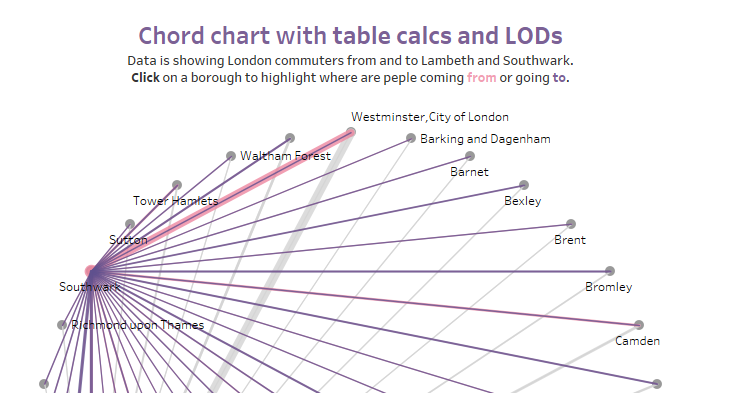 Chord chart with table calcs and LODs
Data is showing London commuters from and to Lambeth and Southwark.
Click on a borough to highlight where are peple coming from or going to.
Westminster,City of London
Barking and Dagenham
Waltham Forest
Barnet
Tower Hamlets
Bexley
Sutton
Brent
Southwark
Bromley
Richmond upon Thames
Camden